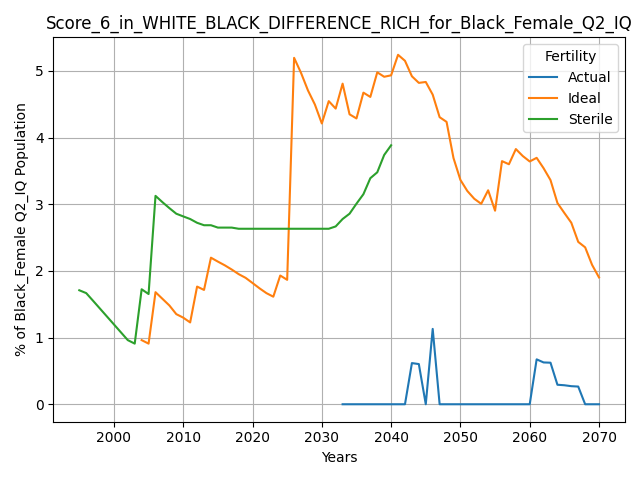 Score_6_in_WHITE_BLACK_DIFFERENCE_RICH_for_Black_Female_Q2_IQ
Fertility
Actual
Ideal
Sterile
% of Black_Female Q2_IQ Population
5
4
3
2
1
0
2000 2010 2020 2030 2040 2050 2060 2070
Years